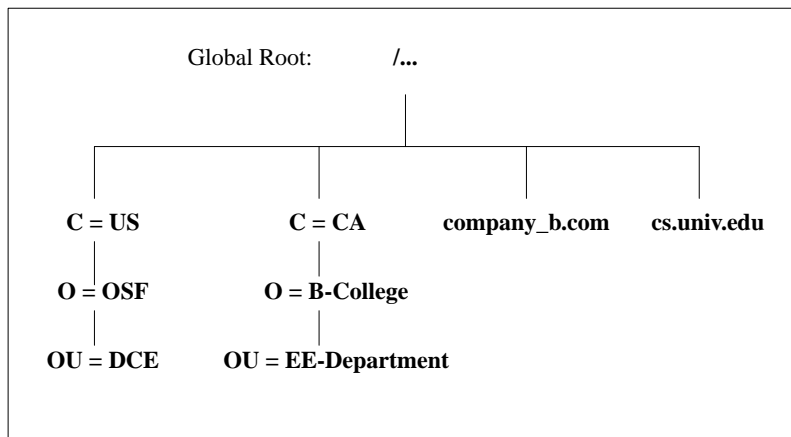 Global Root: /...
C = US C = CA company_b.com cs.univ.edu
O = OSF O = B-College
OU = DCE OU = EE-Department